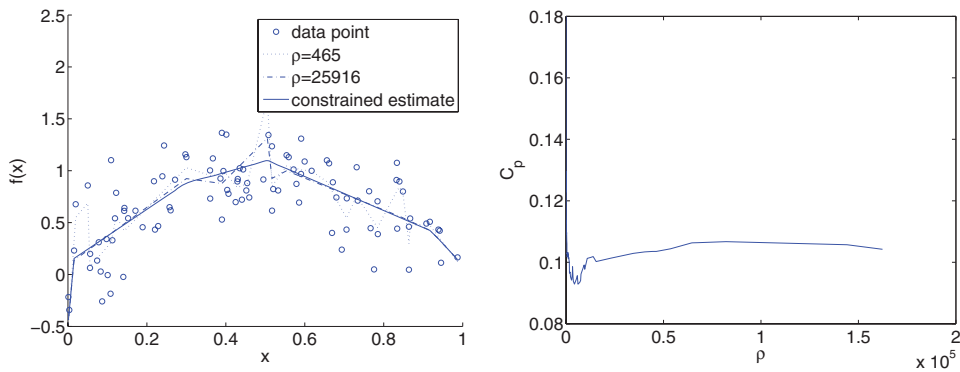 2.5
2
1.5
1
0.5
0
−0.5
f(x)
0
0.2
0.4
0.6
0.8
1
x
data point
ρ=465
ρ=25916
constrained estimate
0.18
0.16
0.14
0.12
0.1
0.08
Cp
0
0.5
1
1.5
2
ρ
x 10^5